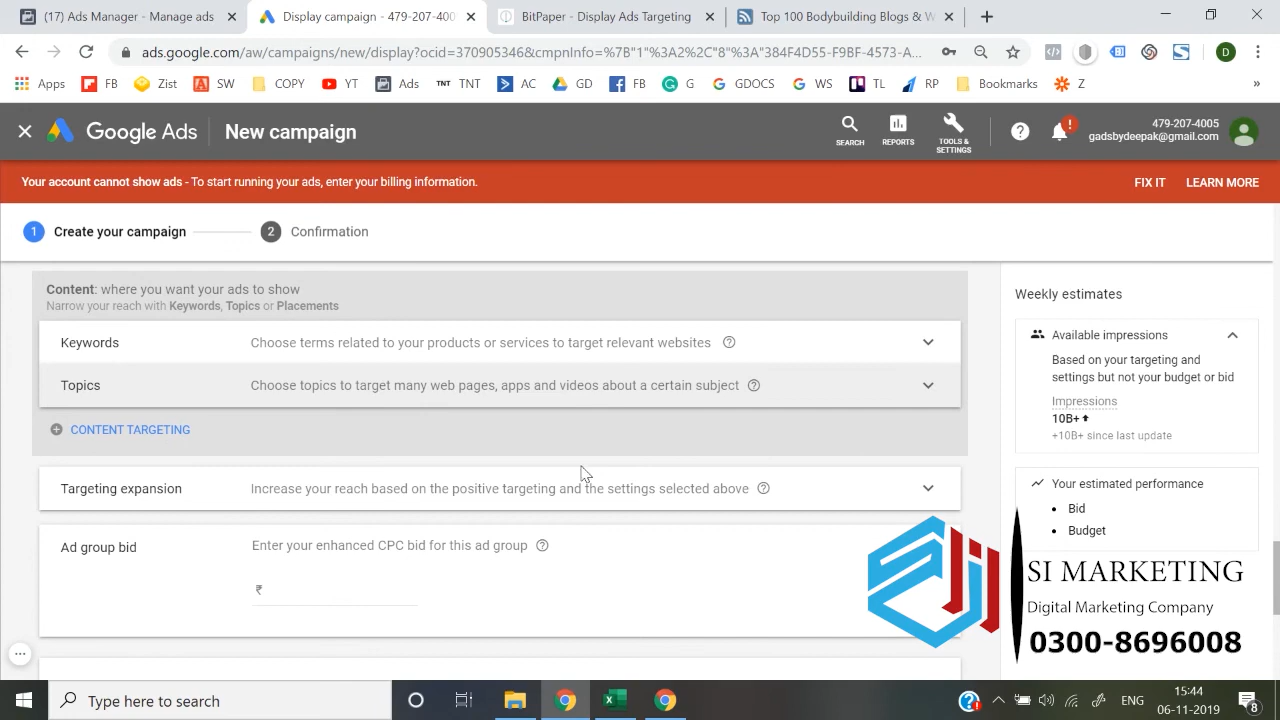 (17) Ads Manager - Manage ads
Display campaign - 479-207-400
BitPaper - Display Ads Targeting
Top 100 Bodybuilding Blogs & W
ads.google.com/aw/campaigns/new/display?ocid=370905346&cmpnInfo=%7B"1"%3A2%2C"8"%3A"384F4D55-F9BF-4573-A...
D
Apps
FB
Zist
SW
COPY
YT
Ads
TNT TNT
AC
GD
FB
G
GDOCS
WS
TL
RP
Bookmarks
Z
»
Google Ads
New campaign
SEARCH
REPORTS
TOOLS & SETTINGS
479-207-4005
gadsbydeepak@gmail.com
Your account cannot show ads - To start running your ads, enter your billing information.
FIX IT
LEARN MORE
1 Create your campaign
2 Confirmation
Content: where you want your ads to show
Narrow your reach with Keywords, Topics or Placements
Keywords
Choose terms related to your products or services to target relevant websites
Topics
Choose topics to target many web pages, apps and videos about a certain subject
CONTENT TARGETING
Targeting expansion
Increase your reach based on the positive targeting and the settings selected above
Ad group bid
Enter your enhanced CPC bid for this ad group
₹
Weekly estimates
Available impressions
Based on your targeting and
settings but not your budget or bid
Impressions
10B+
+10B+ since last update
Your estimated performance
• Bid
• Budget
SI MARKETING
Digital Marketing Company
0300-8696008
Type here to search
ENG
15:44
06-11-2019
8